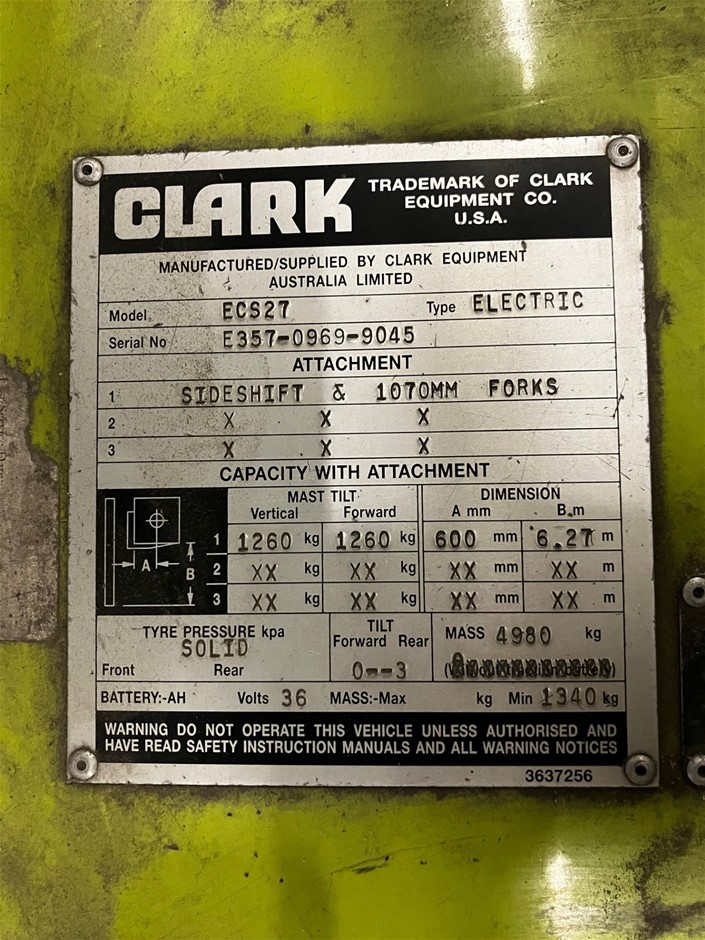 CLARK TRADEMARK OF CLARK
EQUIPMENT CO.
U.S.A.
MANUFACTURED/SUPPLIED BY CLARK EQUIPMENT
AUSTRALIA LIMITED
Model ECS27 Type ELECTRIC
Serial No E357-0969-9045
ATTACHMENT
1 SIDESHIFT & 1070MM FORKS
2 X X X
3 X X X
CAPACITY WITH ATTACHMENT
MAST TILT DIMENSION
Vertical Forward A mm B.m
1 1260 kg 1260 kg 600 mm 6.27 m
A B 2 XX kg XX kg XX mm XX m
3 XX kg XX kg XX mm XX m
TYRE PRESSURE kpa TILT MASS 4980 kg
SOLID Forward Rear
Front Rear 0--3
BATTERY:-AH Volts 36 MASS:-Max kg Min 1340 kg
WARNING DO NOT OPERATE THIS VEHICLE UNLESS AUTHORISED AND
HAVE READ SAFETY INSTRUCTION MANUALS AND ALL WARNING NOTICES
3637256